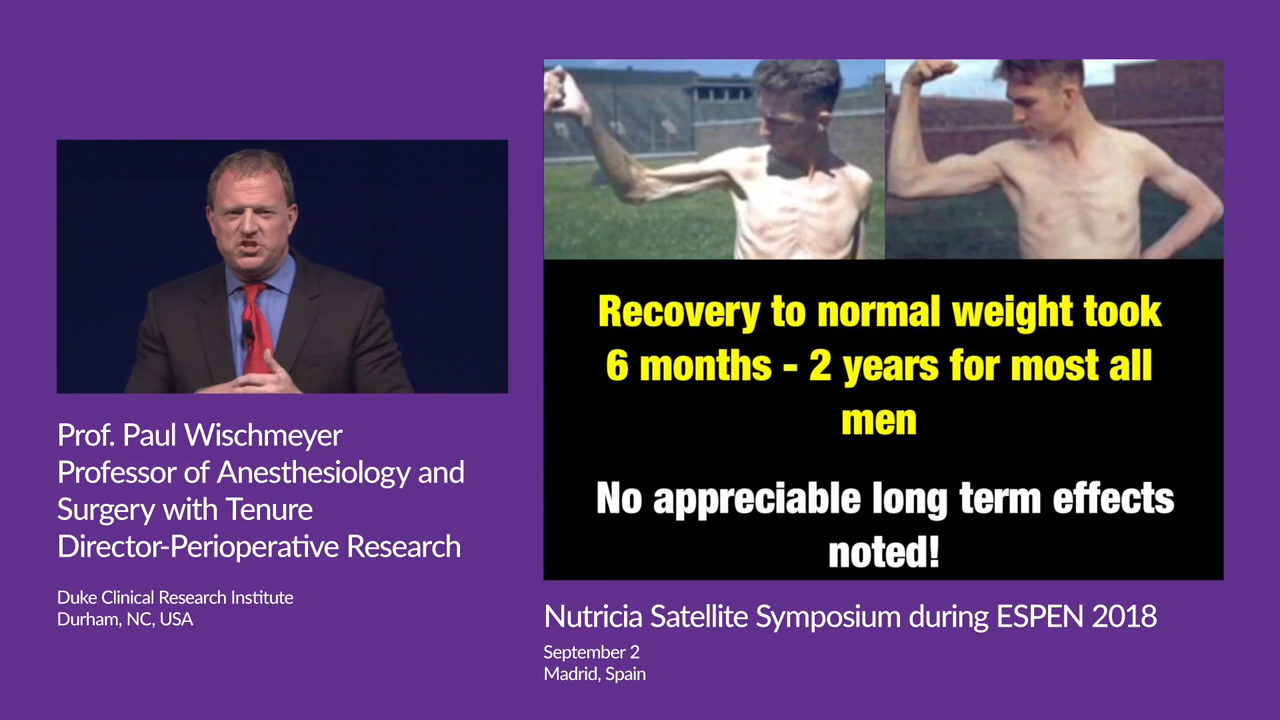 Prof. Paul Wischmeyer
Professor of Anesthesiology and
Surgery with Tenure
Director-Perioperative Research
Duke Clinical Research Institute
Durham, NC, USA
Recovery to normal weight took
6 months - 2 years for most all
men
No appreciable long term effects
noted!
Nutricia Satellite Symposium during ESPEN 2018
September 2
Madrid, Spain